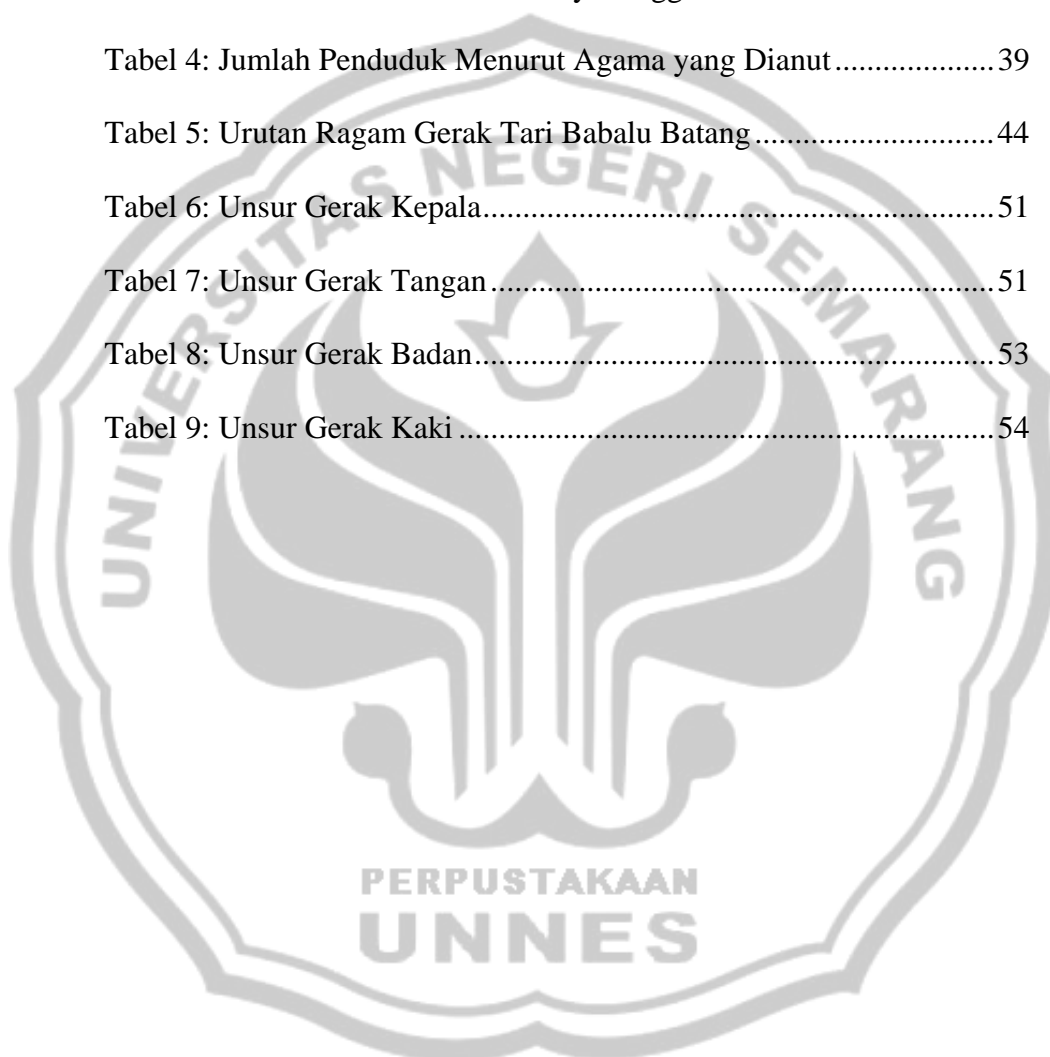 Tabel 4: Jumlah Penduduk Menurut Agama yang Dianut...................39
Tabel 5: Urutan Ragam Gerak Tari Babalu Batang............................44
Tabel 6: Unsur Gerak Kepala.............................................................51
Tabel 7: Unsur Gerak Tangan............................................................51
Tabel 8: Unsur Gerak Badan..............................................................53
Tabel 9: Unsur Gerak Kaki................................................................54
UNIVERSITAS NEGERI SEMARANG
PERPUSTAKAAN
UNNES